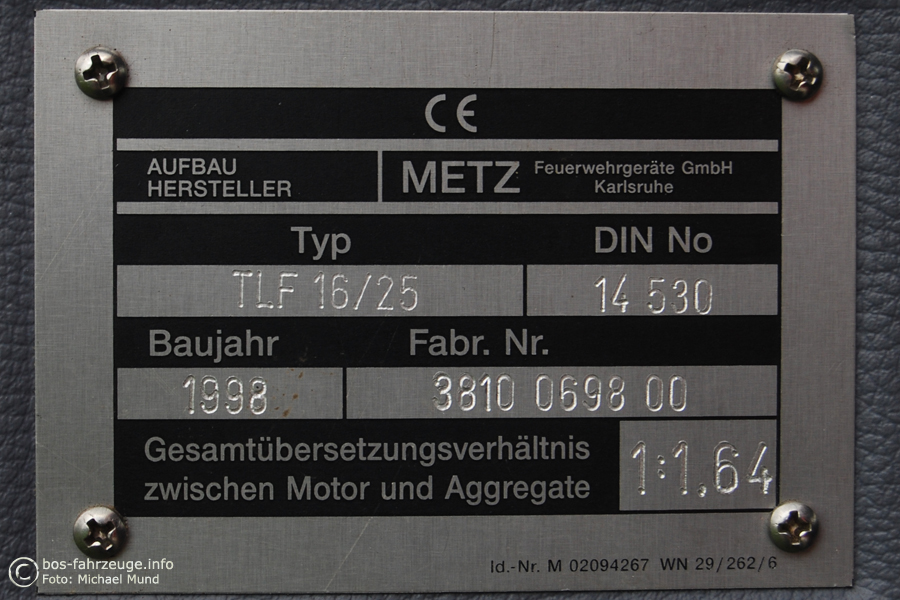 CE
AUFBAU
HERSTELLER
METZ
Feuerwehrgeräte GmbH
Karlsruhe
Typ
DIN No
TLF 16/25
14 530
Baujahr
Fabr. Nr.
1998
3810 0698 00
Gesamtübersetzungsverhältnis
zwischen Motor und Aggregate
1:1.64
Id.-Nr. M 02094267 WN 29/262/6
© bos-fahrzeuge.info
Foto: Michael Mund